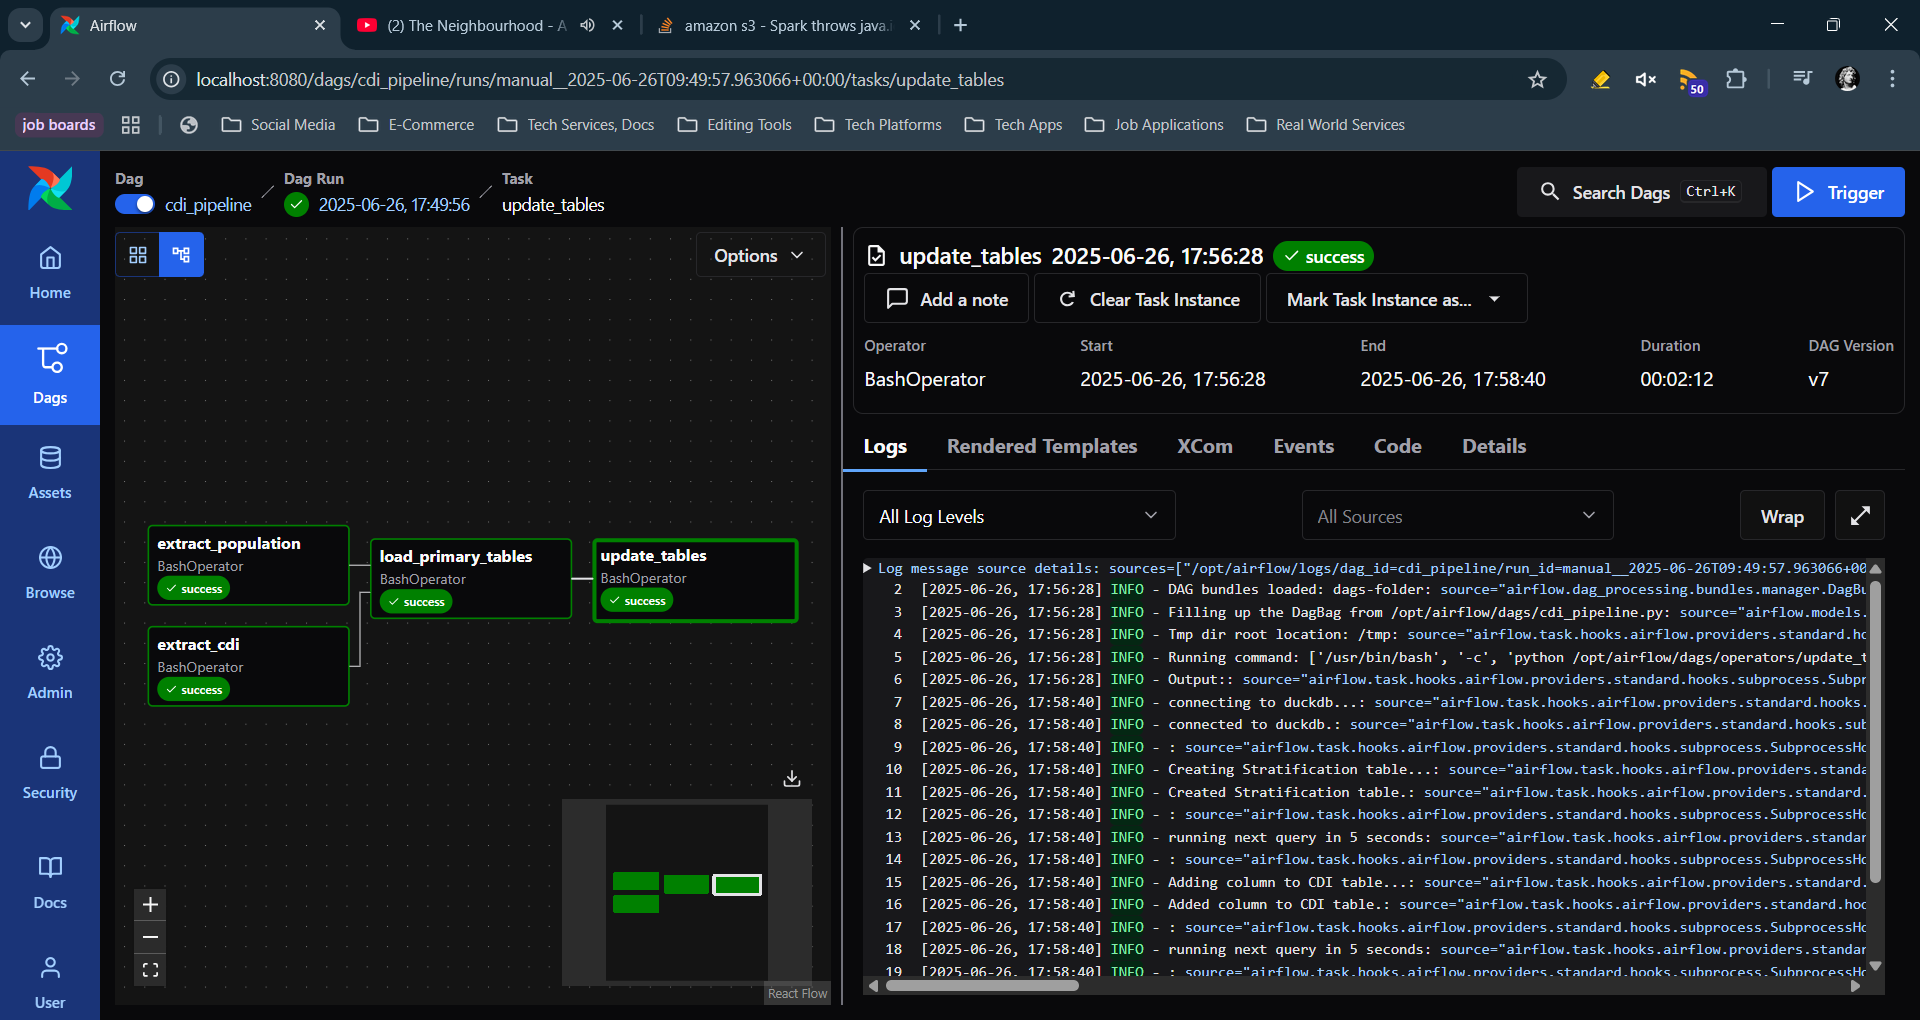 Airflow
(2) The Neighbourhood - A
amazon s3 - Spark throws java.i
localhost:8080/dags/cdi_pipeline/runs/manual__2025-06-26T09:49:57.963066+00:00/tasks/update_tables
50
job boards
Social Media
E-Commerce
Tech Services, Docs
Editing Tools
Tech Platforms
Tech Apps
Job Applications
Real World Services
Dag
cdi_pipeline
Dag Run
2025-06-26, 17:49:56
Task
update_tables
Search Dags Ctrl+K
Trigger
Home
Dags
Assets
Browse
Admin
Security
Docs
User
Options
extract_population
BashOperator
success
extract_cdi
BashOperator
success
load_primary_tables
BashOperator
success
update_tables
BashOperator
success
React Flow
update_tables 2025-06-26, 17:56:28 success
Add a note
Clear Task Instance
Mark Task Instance as...
Operator
BashOperator
Start
2025-06-26, 17:56:28
End
2025-06-26, 17:58:40
Duration
00:02:12
DAG Version
v7
Logs
Rendered Templates
XCom
Events
Code
Details
All Log Levels
All Sources
Wrap
Log message source details: sources=["/opt/airflow/logs/dag_id=cdi_pipeline/run_id=manual__2025-06-26T09:49:57.963066+00
2 [2025-06-26, 17:56:28] INFO - DAG bundles loaded: dags-folder: source="airflow.dag_processing.bundles.manager.DagBu
3 [2025-06-26, 17:56:28] INFO - Filling up the DagBag from /opt/airflow/dags/cdi_pipeline.py: source="airflow.models.
4 [2025-06-26, 17:56:28] INFO - Tmp dir root location: /tmp: source="airflow.task.hooks.airflow.providers.standard.ho
5 [2025-06-26, 17:56:28] INFO - Running command: ['/usr/bin/bash', '-c', 'python /opt/airflow/dags/operators/update_t
6 [2025-06-26, 17:56:28] INFO - Output:: source="airflow.task.hooks.airflow.providers.standard.hooks.subprocess.Subpr
7 [2025-06-26, 17:58:40] INFO - connecting to duckdb...: source="airflow.task.hooks.airflow.providers.standard.hooks.
8 [2025-06-26, 17:58:40] INFO - connected to duckdb.: source="airflow.task.hooks.airflow.providers.standard.hooks.sub
9 [2025-06-26, 17:58:40] INFO - : source="airflow.task.hooks.airflow.providers.standard.hooks.subprocess.SubprocessHo
10 [2025-06-26, 17:58:40] INFO - Creating Stratification table...: source="airflow.task.hooks.airflow.providers.standa
11 [2025-06-26, 17:58:40] INFO - Created Stratification table.: source="airflow.task.hooks.airflow.providers.standard.
12 [2025-06-26, 17:58:40] INFO - : source="airflow.task.hooks.airflow.providers.standard.hooks.subprocess.SubprocessHo
13 [2025-06-26, 17:58:40] INFO - running next query in 5 seconds: source="airflow.task.hooks.airflow.providers.standar
14 [2025-06-26, 17:58:40] INFO - : source="airflow.task.hooks.airflow.providers.standard.hooks.subprocess.SubprocessHo
15 [2025-06-26, 17:58:40] INFO - Adding column to CDI table...: source="airflow.task.hooks.airflow.providers.standard.
16 [2025-06-26, 17:58:40] INFO - Added column to CDI table.: source="airflow.task.hooks.airflow.providers.standard.hoo
17 [2025-06-26, 17:58:40] INFO - : source="airflow.task.hooks.airflow.providers.standard.hooks.subprocess.SubprocessHo
18 [2025-06-26, 17:58:40] INFO - running next query in 5 seconds: source="airflow.task.hooks.airflow.providers.standar
19 [2025-06-26, 17:58:40] INFO - : source="airflow.task.hooks.airflow.providers.standard.hooks.subprocess.SubprocessHo